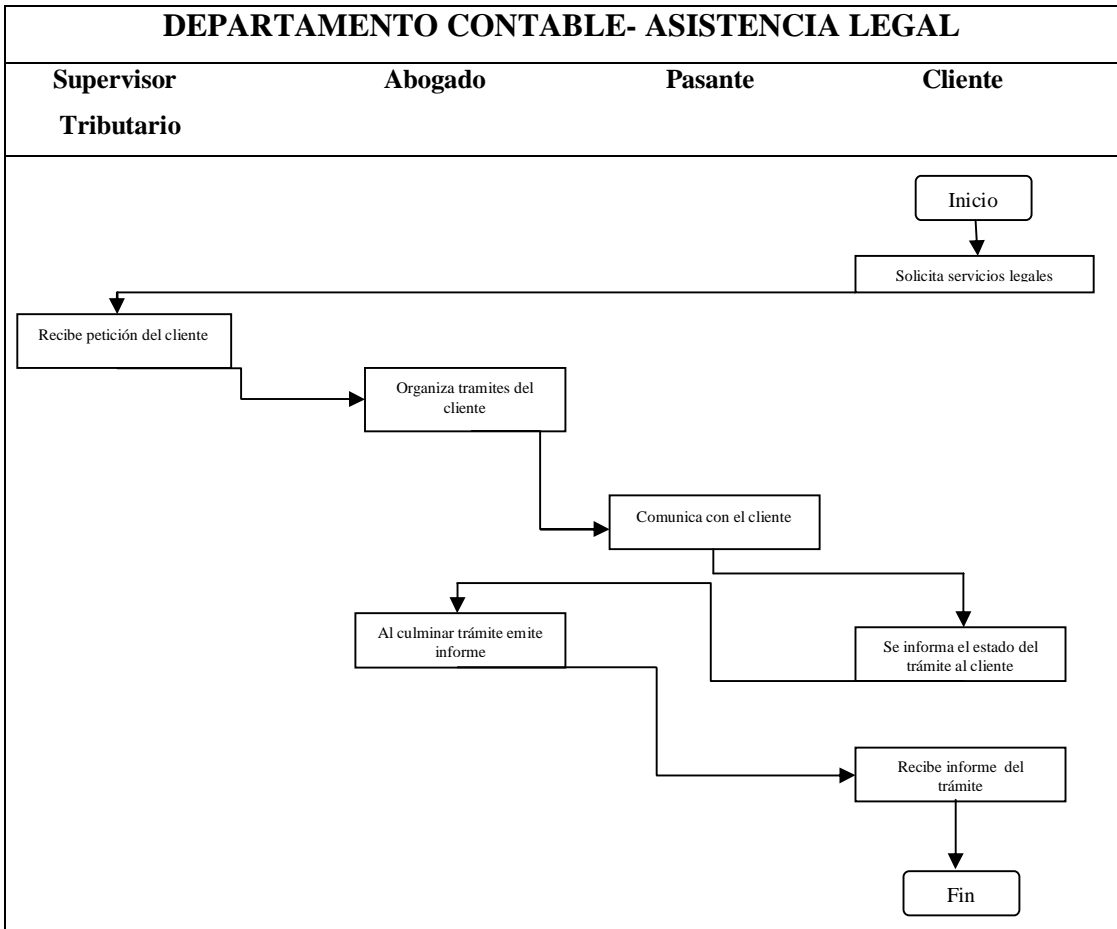 DEPARTAMENTO CONTABLE- ASISTENCIA LEGAL
Supervisor Abogado Pasante Cliente
Tributario
Inicio
Solicita servicios legales
Recibe petición del cliente
Organiza tramites del
cliente
Comunica con el cliente
Al culminar trámite emite
informe
Se informa el estado del
trámite al cliente
Recibe informe del
trámite
Fin